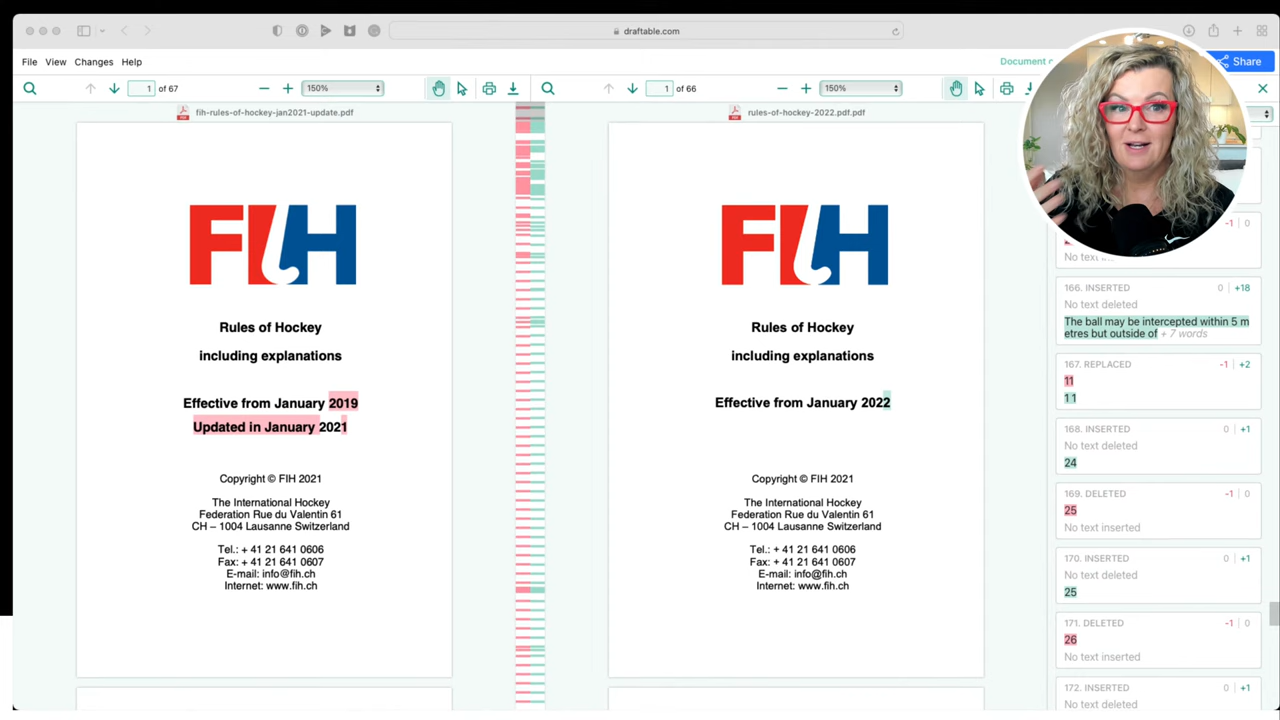 draftable.com
File View Changes Help
Document
Share
1 of 67
150%
1 of 66
150%
fih-rules-of-hockey-jan2021-update.pdf
rules-of-hockey-2022.pdf.pdf
FIH
Rules of Hockey
including explanations
Effective from January 2019
Updated in January 2021
Copyright © FIH 2021
The International Hockey
Federation Rue du Valentin 61
CH – 1004 Lausanne Switzerland
Tel.: + 41 21 641 0606
Fax: + 41 21 641 0607
E-mail: info@fih.ch
Internet: www.fih.ch
FIH
Rules of Hockey
including explanations
Effective from January 2022
Copyright © FIH 2021
The International Hockey
Federation Rue du Valentin 61
CH – 1004 Lausanne Switzerland
Tel.: + 41 21 641 0606
Fax: + 41 21 641 0607
E-mail: info@fih.ch
Internet: www.fih.ch
-1 | 0
No text
166. INSERTED 0 | +18
No text deleted
The ball may be intercepted within 5 m
etres but outside of + 7 words
167. REPLACED -1 | +2
11
1 1
168. INSERTED 0 | +1
No text deleted
24
169. DELETED -1 | 0
25
No text inserted
170. INSERTED 0 | +1
No text deleted
25
171. DELETED -1 | 0
26
No text inserted
172. INSERTED 0 | +1
No text deleted